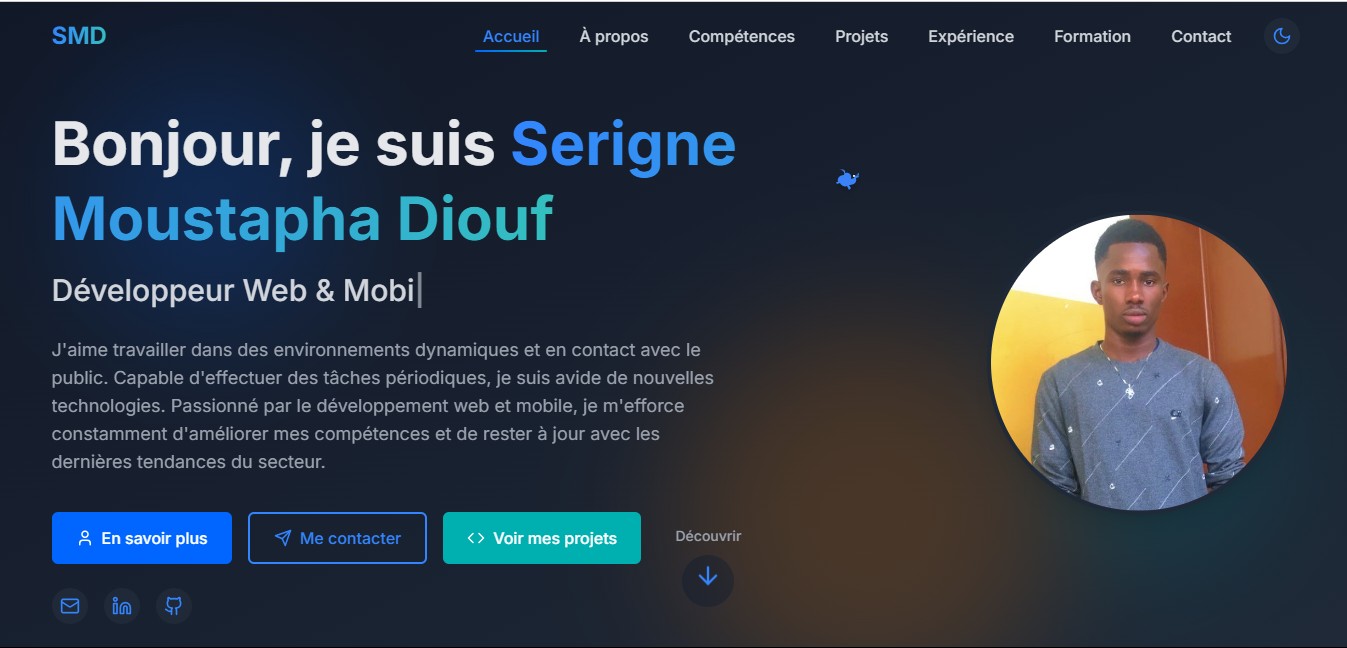 SMD
Accueil À propos Compétences Projets Expérience Formation Contact
Bonjour, je suis Serigne
Moustapha Diouf
Développeur Web & Mobi
J'aime travailler dans des environnements dynamiques et en contact avec le
public. Capable d'effectuer des tâches périodiques, je suis avide de nouvelles
technologies. Passionné par le développement web et mobile, je m'efforce
constamment d'améliorer mes compétences et de rester à jour avec les
dernières tendances du secteur.
En savoir plus
Me contacter
Voir mes projets
Découvrir